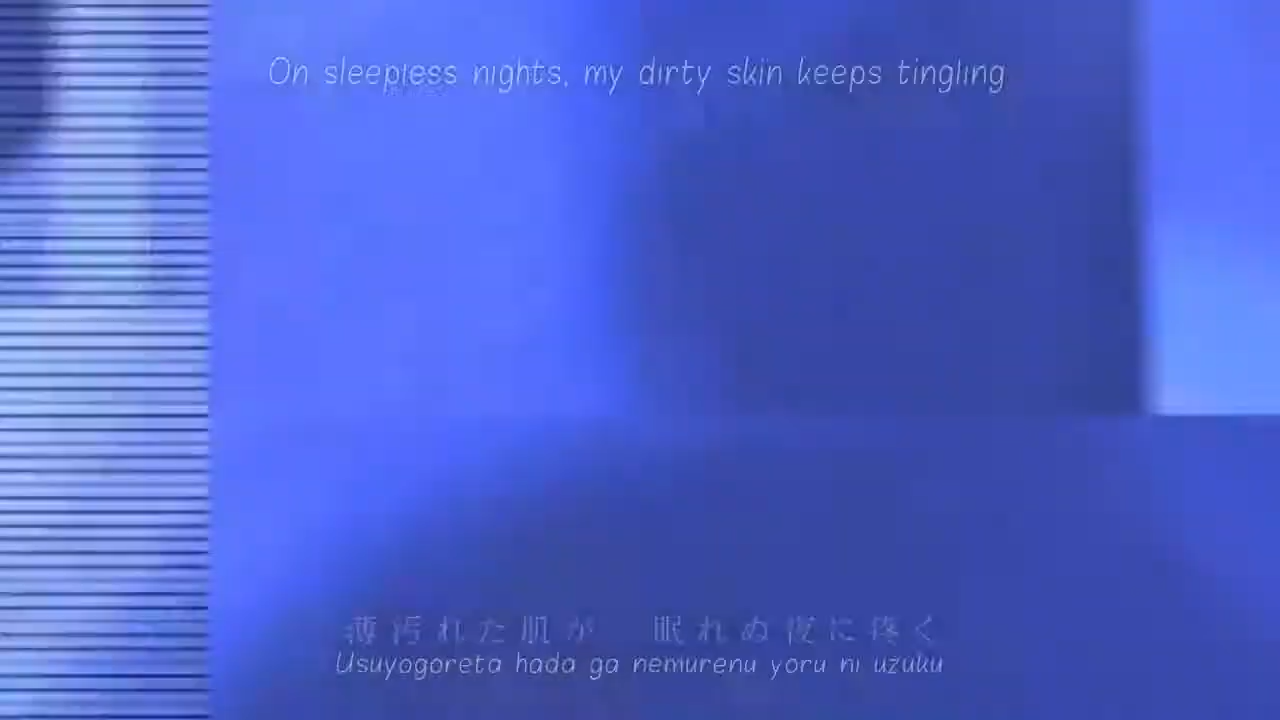 On sleepless nights, my dirty skin keeps tingling
薄汚れた肌が 眠れぬ夜に疼く
Usuyogoreta hada ga nemurenu yoru ni uzuku